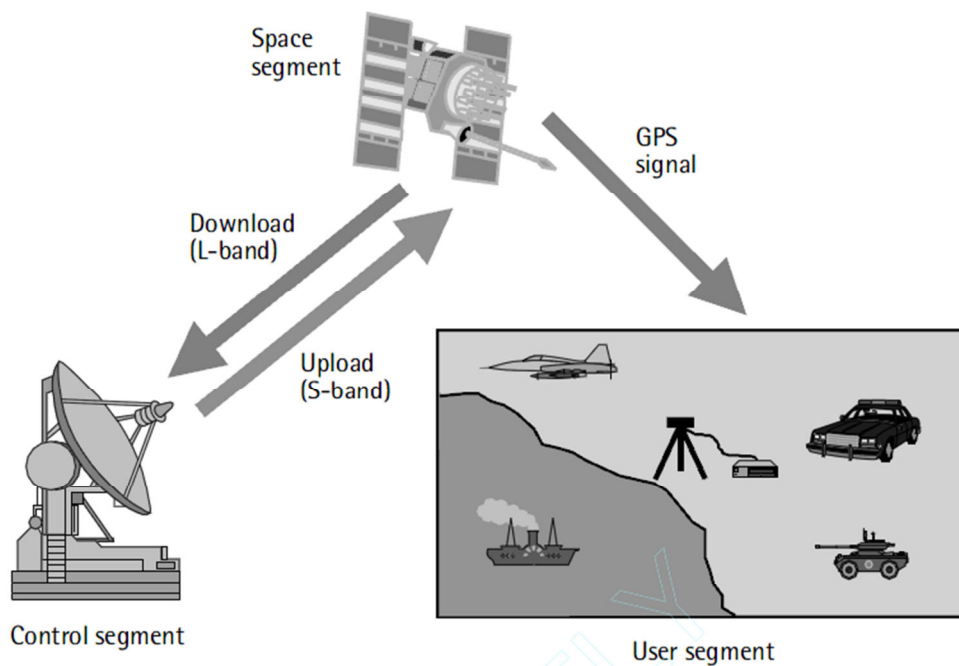 Space
segment
GPS
signal
Download
(L-band)
Upload
(S-band)
Control segment
User segment